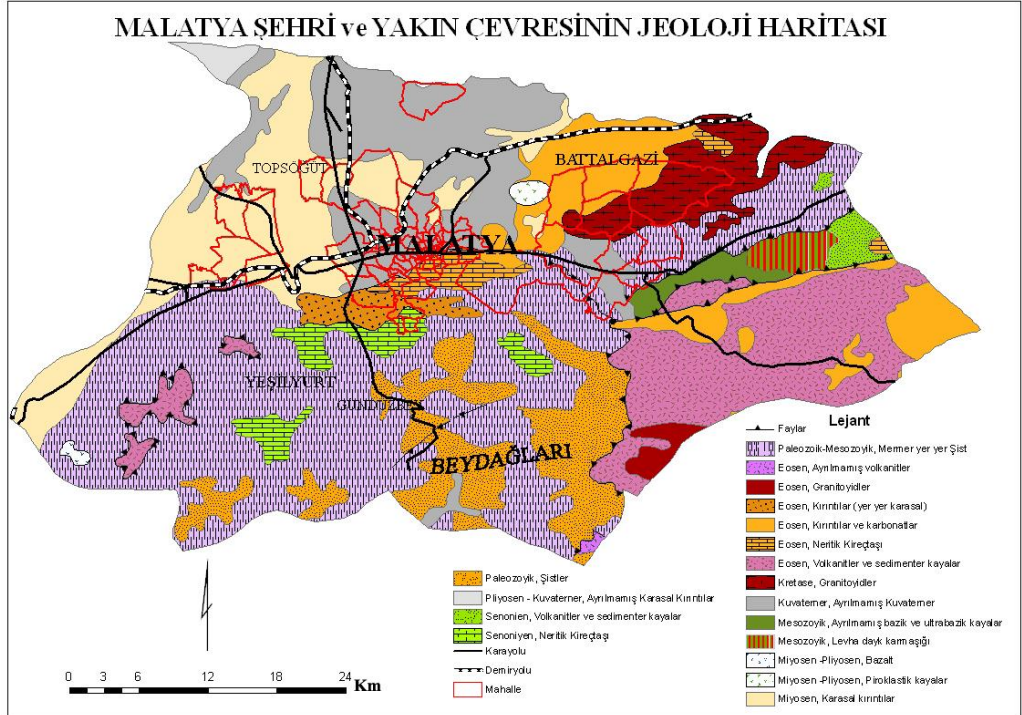 MALATYA ŞEHRİ ve YAKIN ÇEVRESİNİN JEOLOJİ HARİTASI
BATTALGAZİ
TOPSÖĞÜT
MALATYA
YEŞİLYURT
BEYDAĞLARI
Lejant
Faylar
Paleozoik-Mesozoyik, Mermer yer yer Şist
Eosen, Ayrılmamış volkanitler
Eosen, Granitoyidler
Eosen, Kırıntılar (yer yer karasal)
Eosen, Kırıntılar ve karbonatlar
Eosen, Neritik Kireçtaşı
Eosen, Volkanitler ve sedimenter kayalar
Kretase, Granitoyidler
Kuvaterner, Ayrılmamış Kuvaterner
Mesozoyik, Ayrılmamış bazik ve ultrabazik kayalar
Mesozoyik, Levha dayk karmaşığı
Miyosen -Pliyosen, Bazalt
Miyosen -Pliyosen, Piroklastik kayalar
Miyosen, Karasal kırıntılar
Paleozoyik, Şistler
Pliyosen - Kuvaterner, Ayrılmamış Karasal Kırıntılar
Senonien, Volkanitler ve sedimenter kayalar
Senoniyen, Neritik Kireçtaşı
Karayolu
Demiryolu
Mahalle
0 3 6 12 18 24 Km